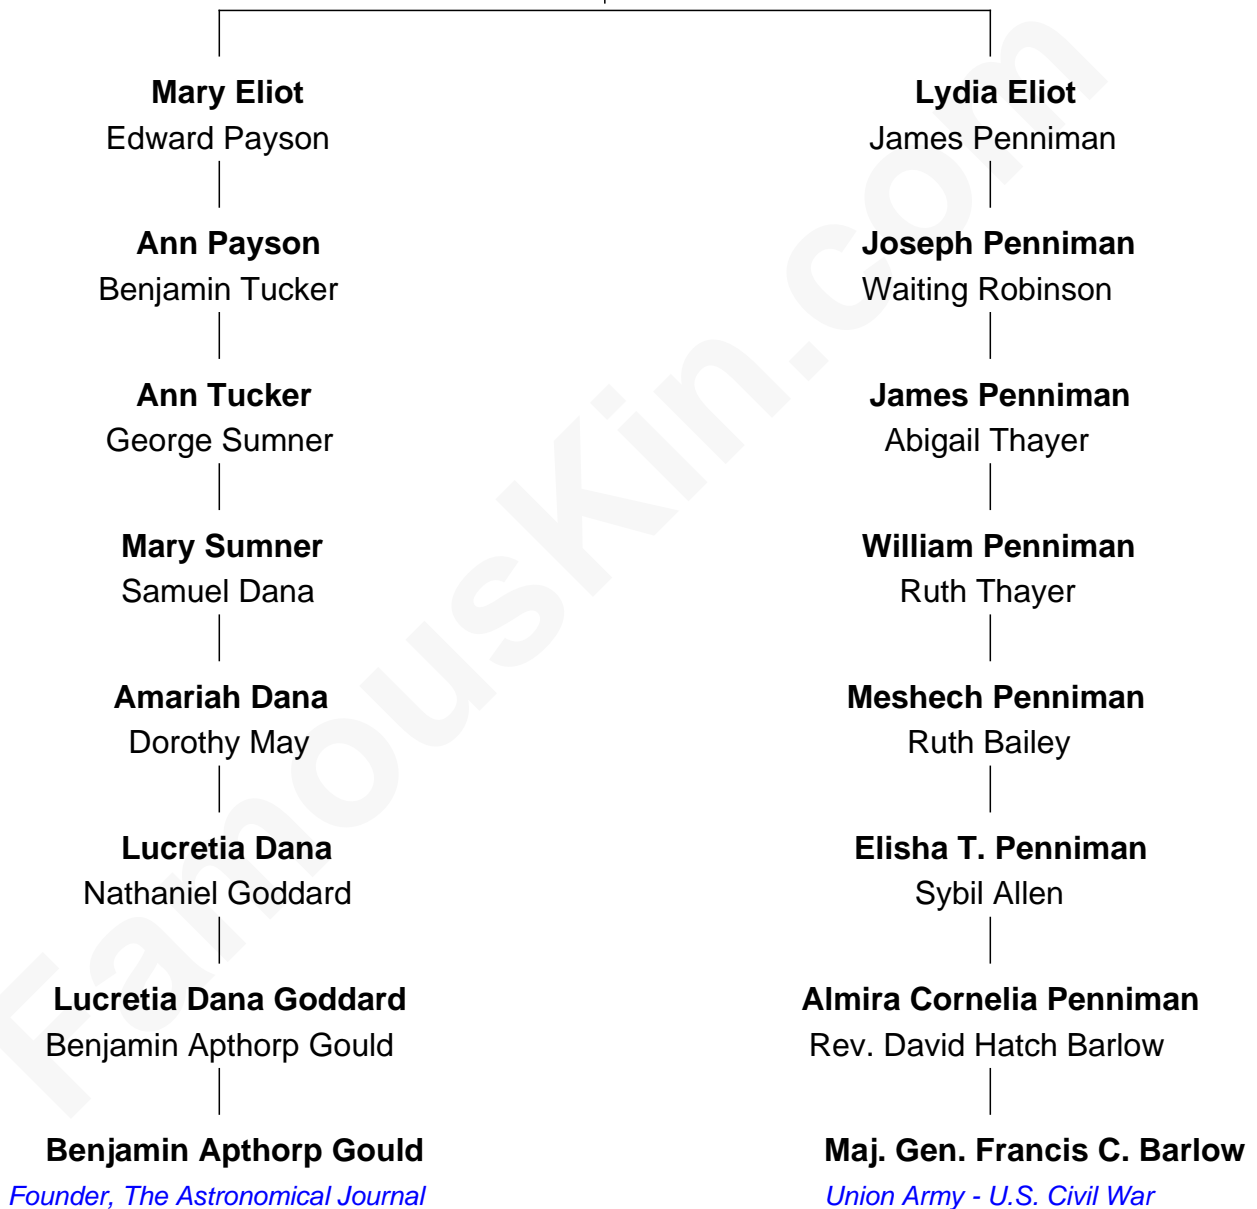 Mary Eliot
Edward Payson
Ann Payson
Benjamin Tucker
Ann Tucker
George Sumner
Mary Sumner
Samuel Dana
Amariah Dana
Dorothy May
Lucretia Dana
Nathaniel Goddard
Lucretia Dana Goddard
Benjamin Apthorp Gould
Benjamin Apthorp Gould
Founder, The Astronomical Journal
Lydia Eliot
James Penniman
Joseph Penniman
Waiting Robinson
James Penniman
Abigail Thayer
William Penniman
Ruth Thayer
Meshech Penniman
Ruth Bailey
Elisha T. Penniman
Sybil Allen
Almira Cornelia Penniman
Rev. David Hatch Barlow
Maj. Gen. Francis C. Barlow
Union Army - U.S. Civil War
FamousKin.com